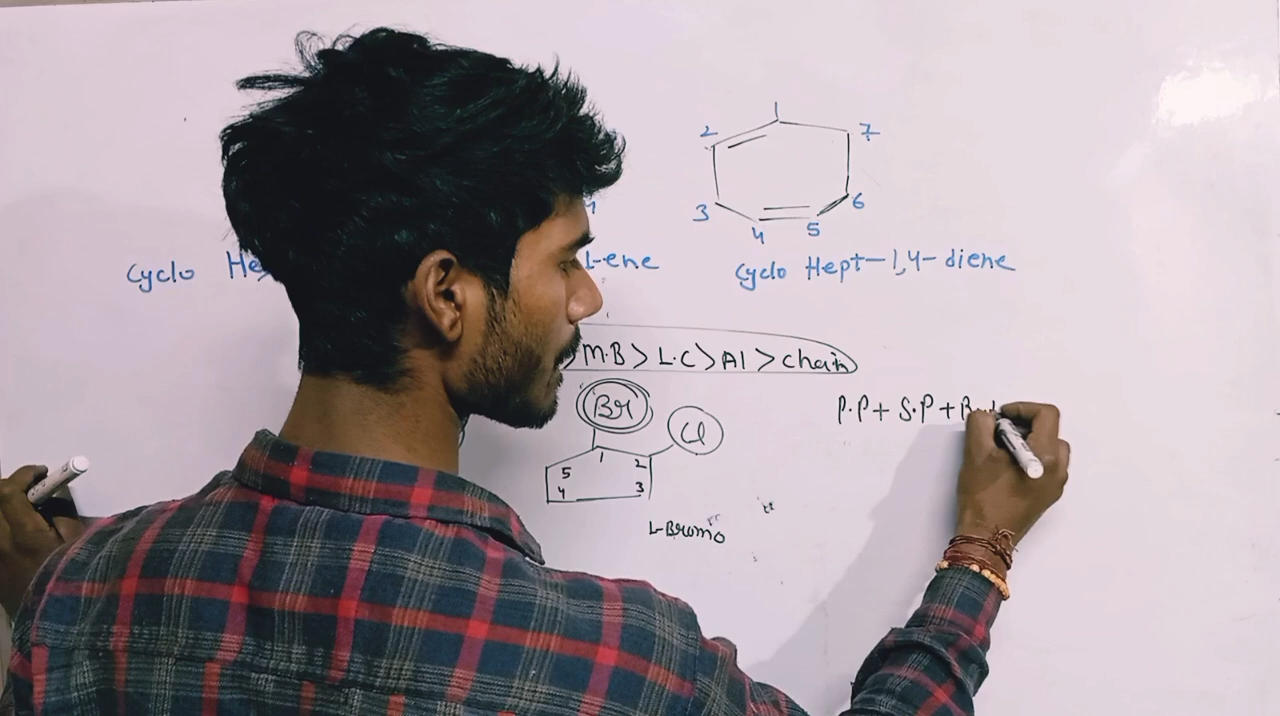 1
2
7
3
6
4
5
Cyclo
1-ene
Cyclo Hept-1,4-diene
M.B > L.C > Al > Chain
Br
Cl
1
5
2
4
3
P.P + S.P +
1-Bromo